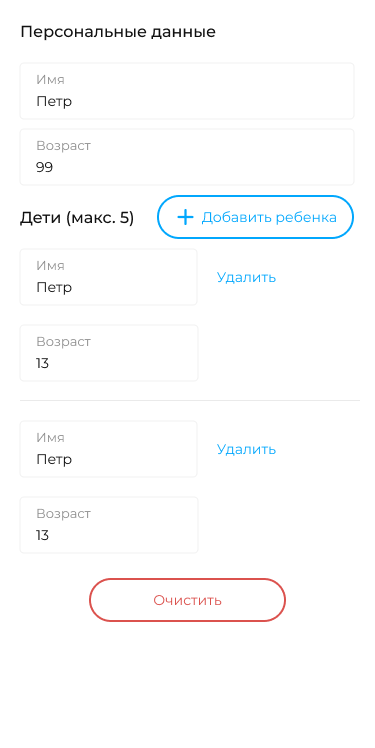 Персональные данные
Имя
Петр
Возраст
99
Дети (макс. 5)
Добавить ребенка
Имя
Петр
Удалить
Возраст
13
Имя
Петр
Удалить
Возраст
13
Очистить